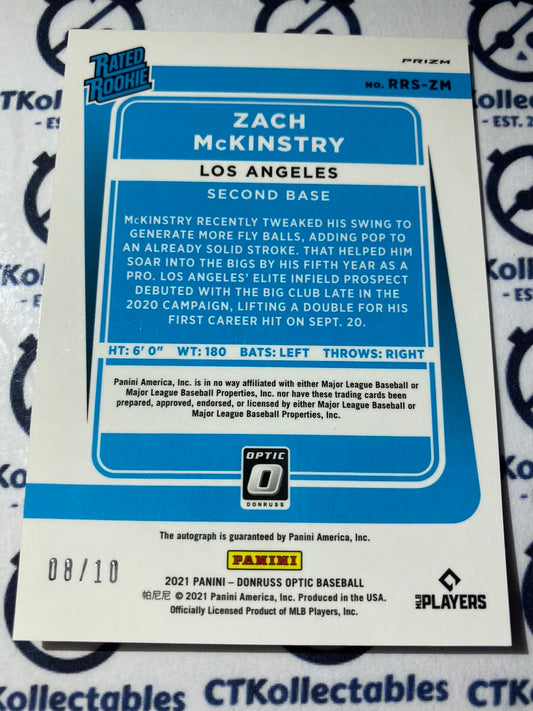 RATED
ROOKIE
PRIZM
NO. RRS-ZM
ZACH
McKINSTRY
LOS ANGELES
SECOND BASE
McKINSTRY RECENTLY TWEAKED HIS SWING TO
GENERATE MORE FLY BALLS, ADDING POP TO
AN ALREADY SOLID STROKE. THAT HELPED HIM
SOAR INTO THE BIGS BY HIS FIFTH YEAR AS A
PRO. LOS ANGELES' ELITE INFIELD PROSPECT
DEBUTED WITH THE BIG CLUB LATE IN THE
2020 CAMPAIGN, LIFTING A DOUBLE FOR HIS
FIRST CAREER HIT ON SEPT. 20.
HT: 6' 0" WT: 180 BATS: LEFT THROWS: RIGHT
Panini America, Inc. is in no way affiliated with either Major League Baseball or
Major League Baseball Properties, Inc. nor have these trading cards been
prepared, approved, endorsed, or licensed by either Major League Baseball or
Major League Baseball Properties, Inc.
OPTIC
O
DONRUSS
The autograph is guaranteed by Panini America, Inc.
PANINI
08/10
2021 PANINI – DONRUSS OPTIC BASEBALL
帕尼尼 © 2021 Panini America, Inc. Produced in the USA.
Officially Licensed Product of MLB Players, Inc.
MLB PLAYERS
CTKollectables